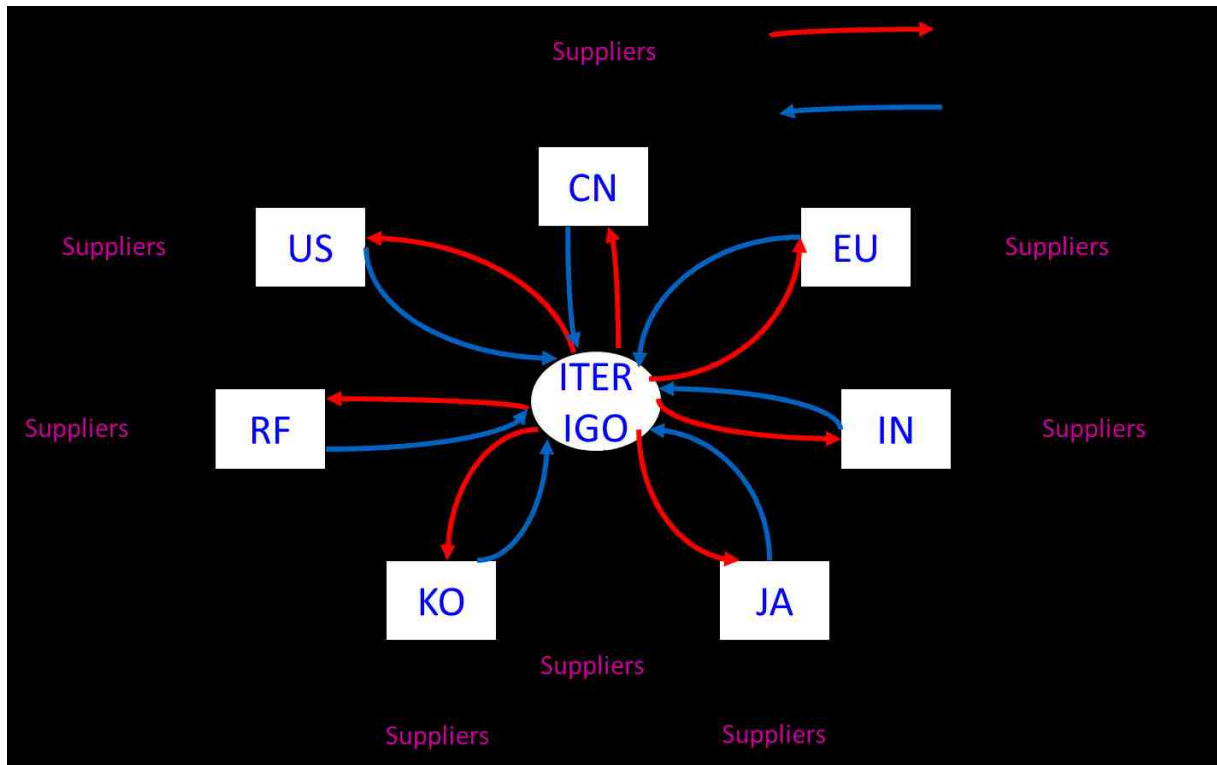 Suppliers
CN
US
EU
Suppliers
Suppliers
ITER
IGO
RF
IN
Suppliers
Suppliers
KO
JA
Suppliers
Suppliers
Suppliers